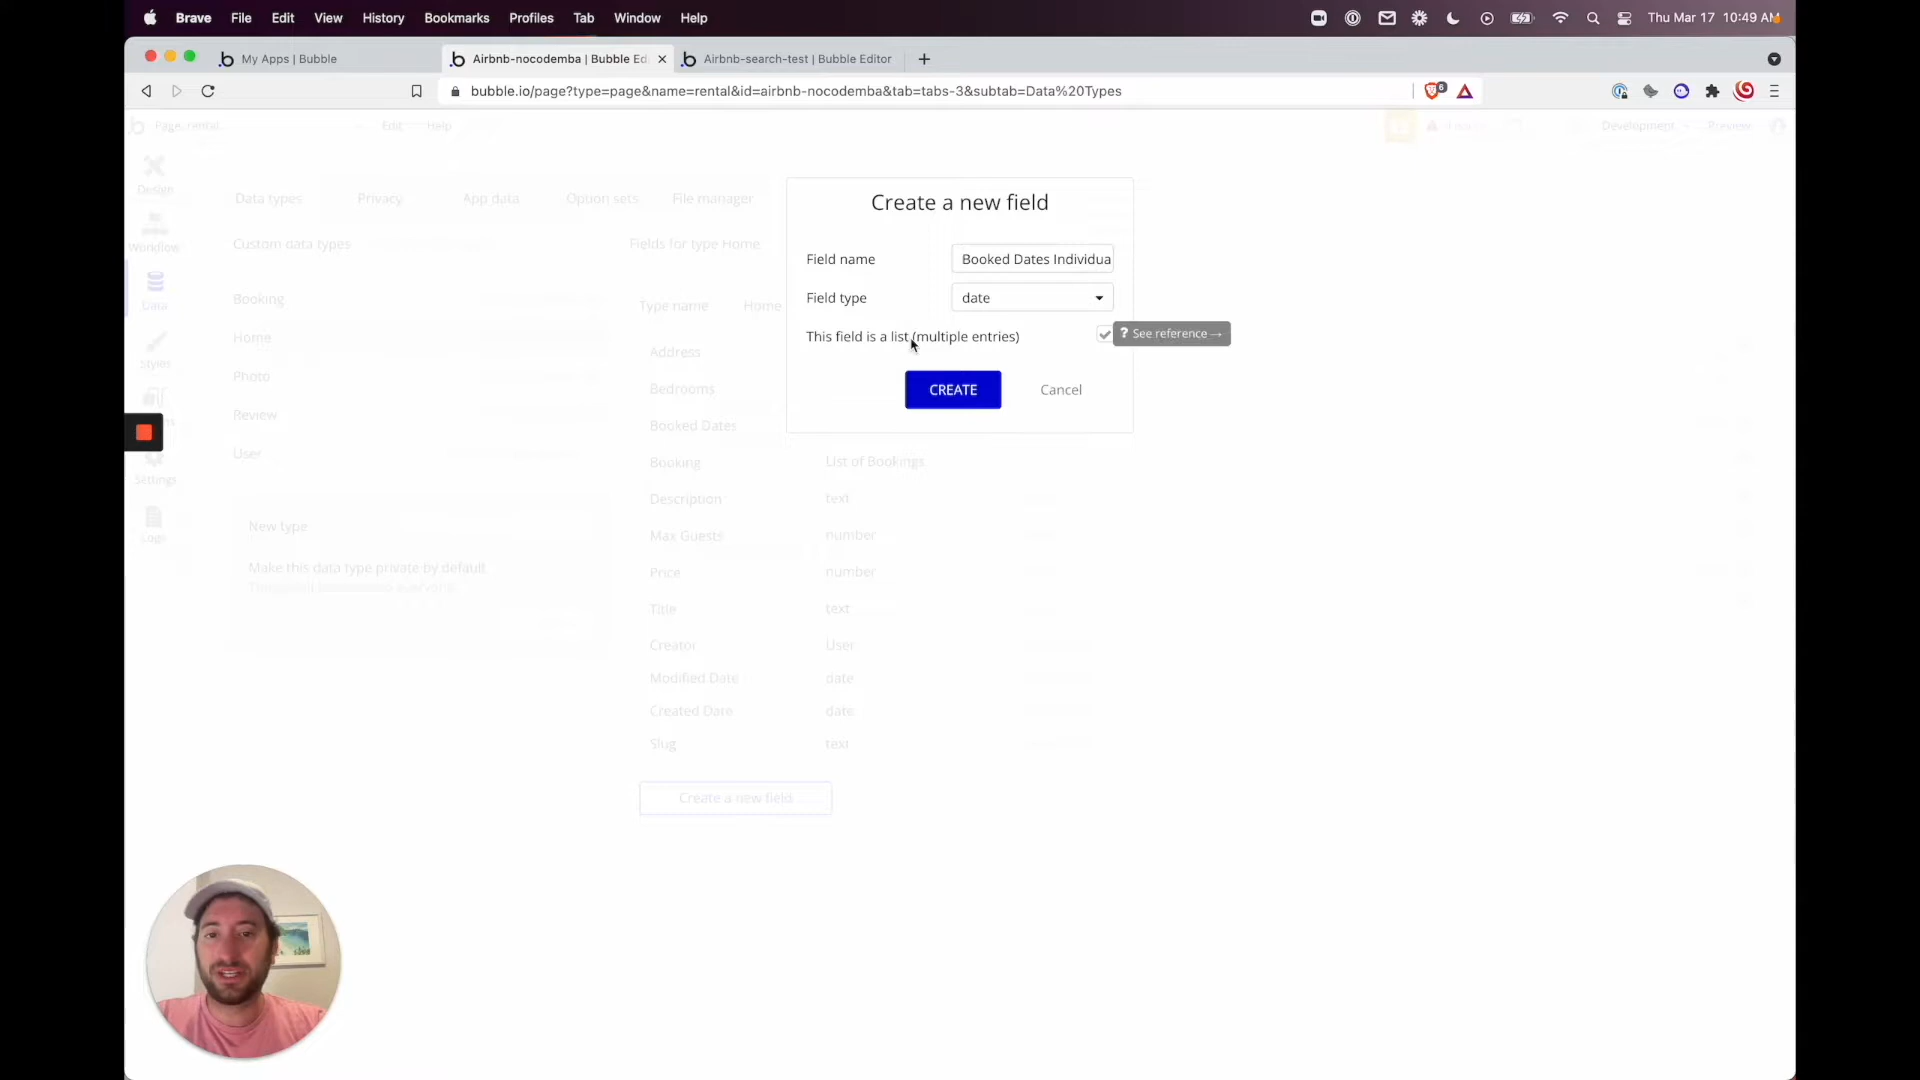 Brave File Edit View History Bookmarks Profiles Tab Window Help Thu Mar 17 10:49 AM
My Apps | Bubble Airbnb-nocodemba | Bubble Ed Airbnb-search-test | Bubble Editor
bubble.io/page?type=page&name=rental&id=airbnb-nocodemba&tab=tabs-3&subtab=Data%20Types
Page: rental Edit Help Development Preview
Design
Workflow
Data
Styles
Settings
Logs
Data types Privacy App data Option sets File manager
Custom data types
Booking
Home
Photo
Review
User
New type
Make this data type private by default
Fields for type Home
Type name Home
Address
Bedrooms
Booked Dates
Booking List of Bookings
Description text
Max Guests number
Price number
Title text
Creator User
Modified Date date
Created Date date
Slug text
Create a new field
Create a new field
Field name Booked Dates Individua
Field type date
This field is a list (multiple entries) ? See reference →
CREATE Cancel